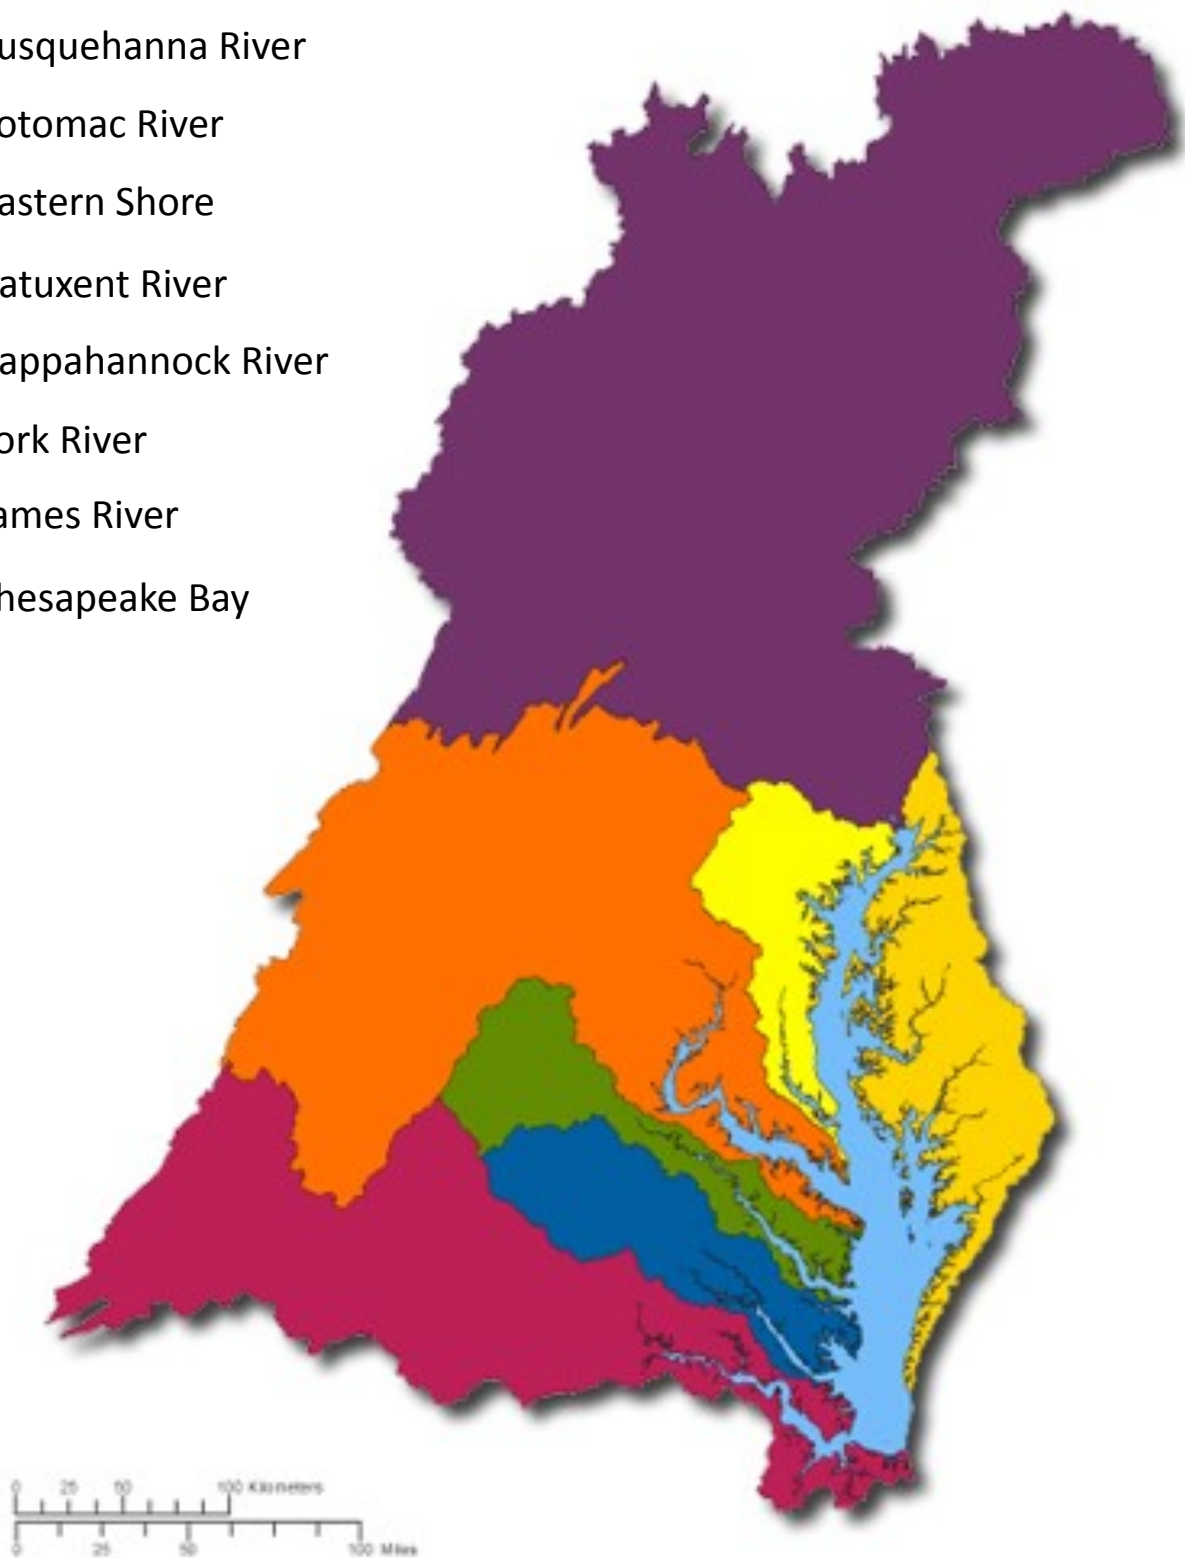 usquehanna River
otomac River
astern Shore
atuxent River
appahannock River
ork River
ames River
hesapeake Bay
0 25 50 100 Kilometers
0 25 50 100 Miles